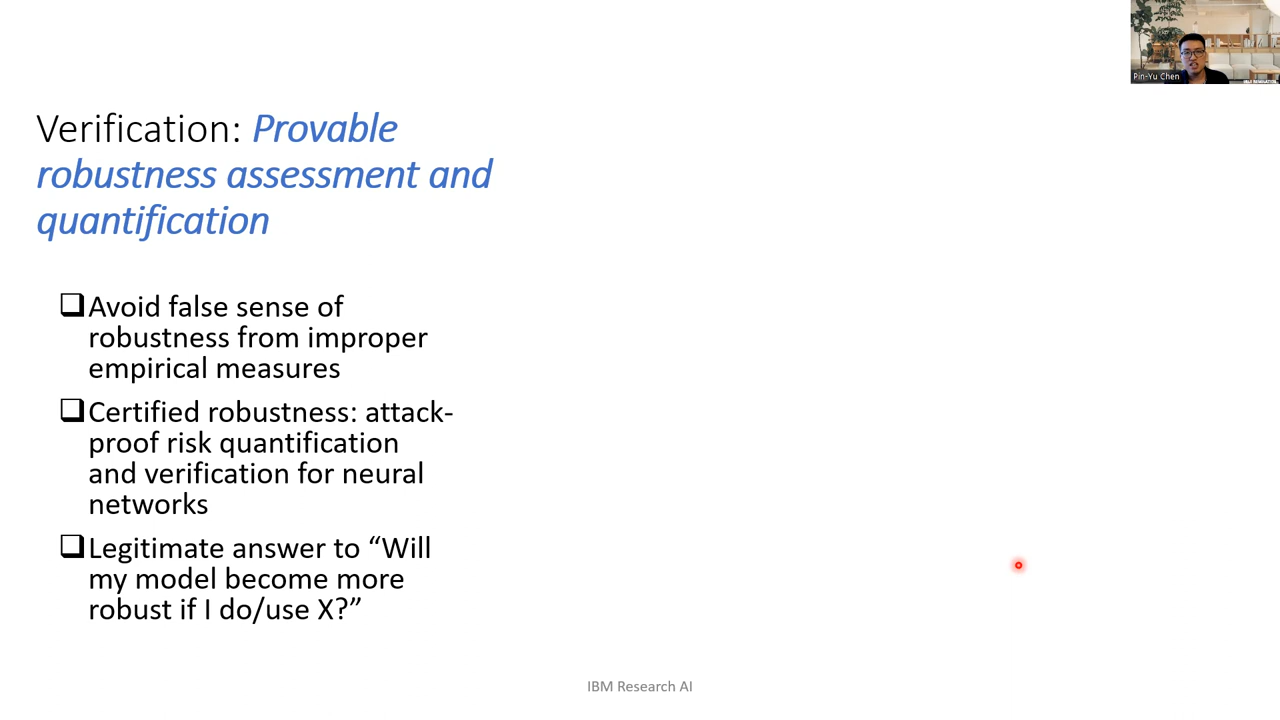 Pin-Yu Chen
Verification: Provable
robustness assessment and
quantification
❑Avoid false sense of
robustness from improper
empirical measures
❑Certified robustness: attack-
proof risk quantification
and verification for neural
networks
❑Legitimate answer to “Will
my model become more
robust if I do/use X?”
IBM Research AI